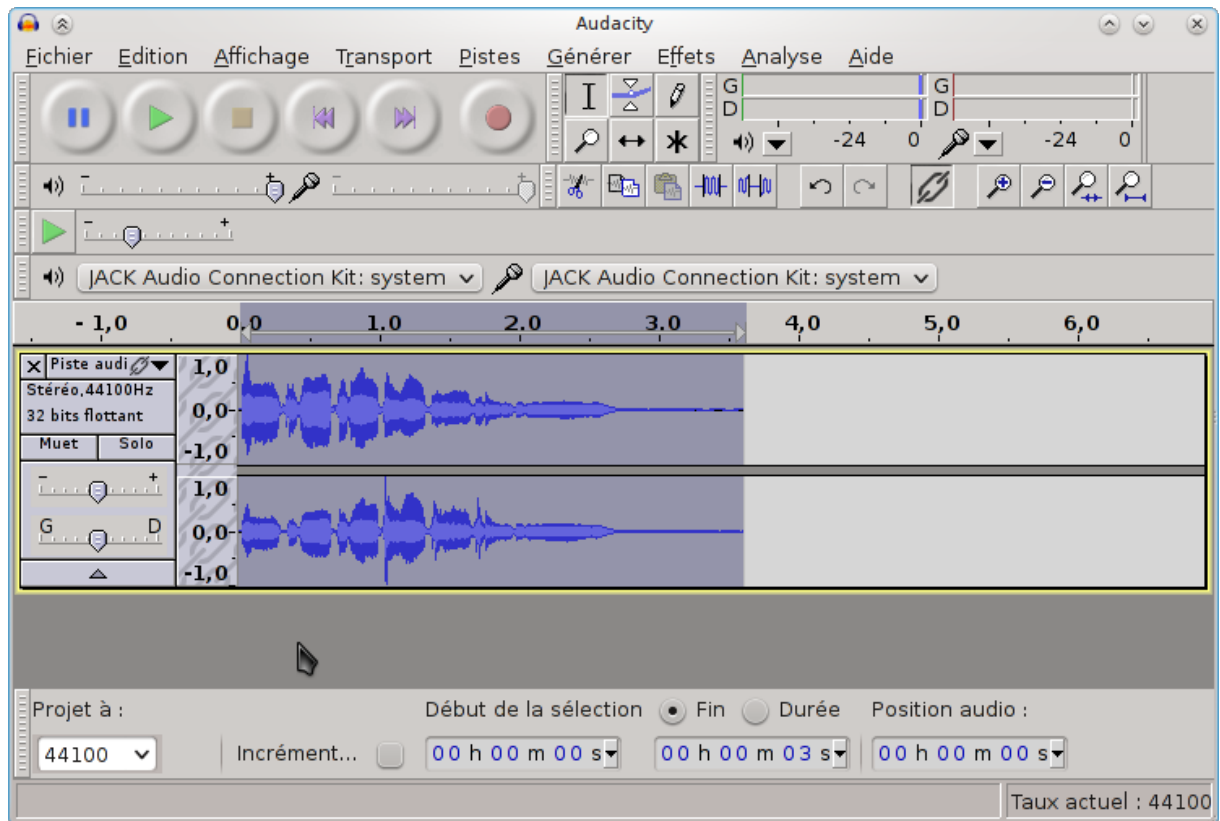 Audacity
Fichier Edition Affichage Transport Pistes Générer Effets Analyse Aide
G G
D D
-24 0 -24 0
- + - +
- +
JACK Audio Connection Kit: system JACK Audio Connection Kit: system
- 1,0 0,0 1.0 2.0 3.0 4,0 5,0 6,0
X Piste audi 1,0
Stéréo,44100Hz
32 bits flottant 0,0-
Muet Solo -1,0
- + 1,0
G D 0,0-
-1,0
Projet à : Début de la sélection Fin Durée Position audio :
44100 Incrément... 00 h 00 m 00 s 00 h 00 m 03 s 00 h 00 m 00 s
Taux actuel : 44100